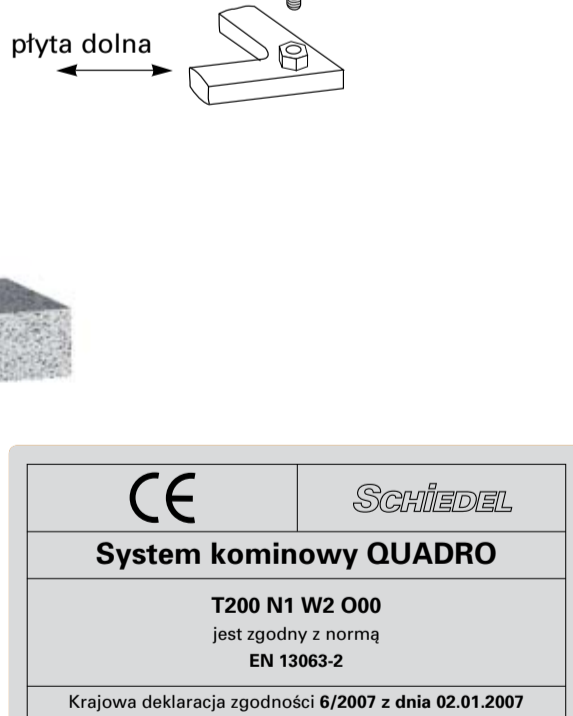 płyta dolna
CE SCHIEDEL
System kominowy QUADRO
T200 N1 W2 O00
jest zgodny z normą
EN 13063-2
Krajowa deklaracja zgodności 6/2007 z dnia 02.01.2007